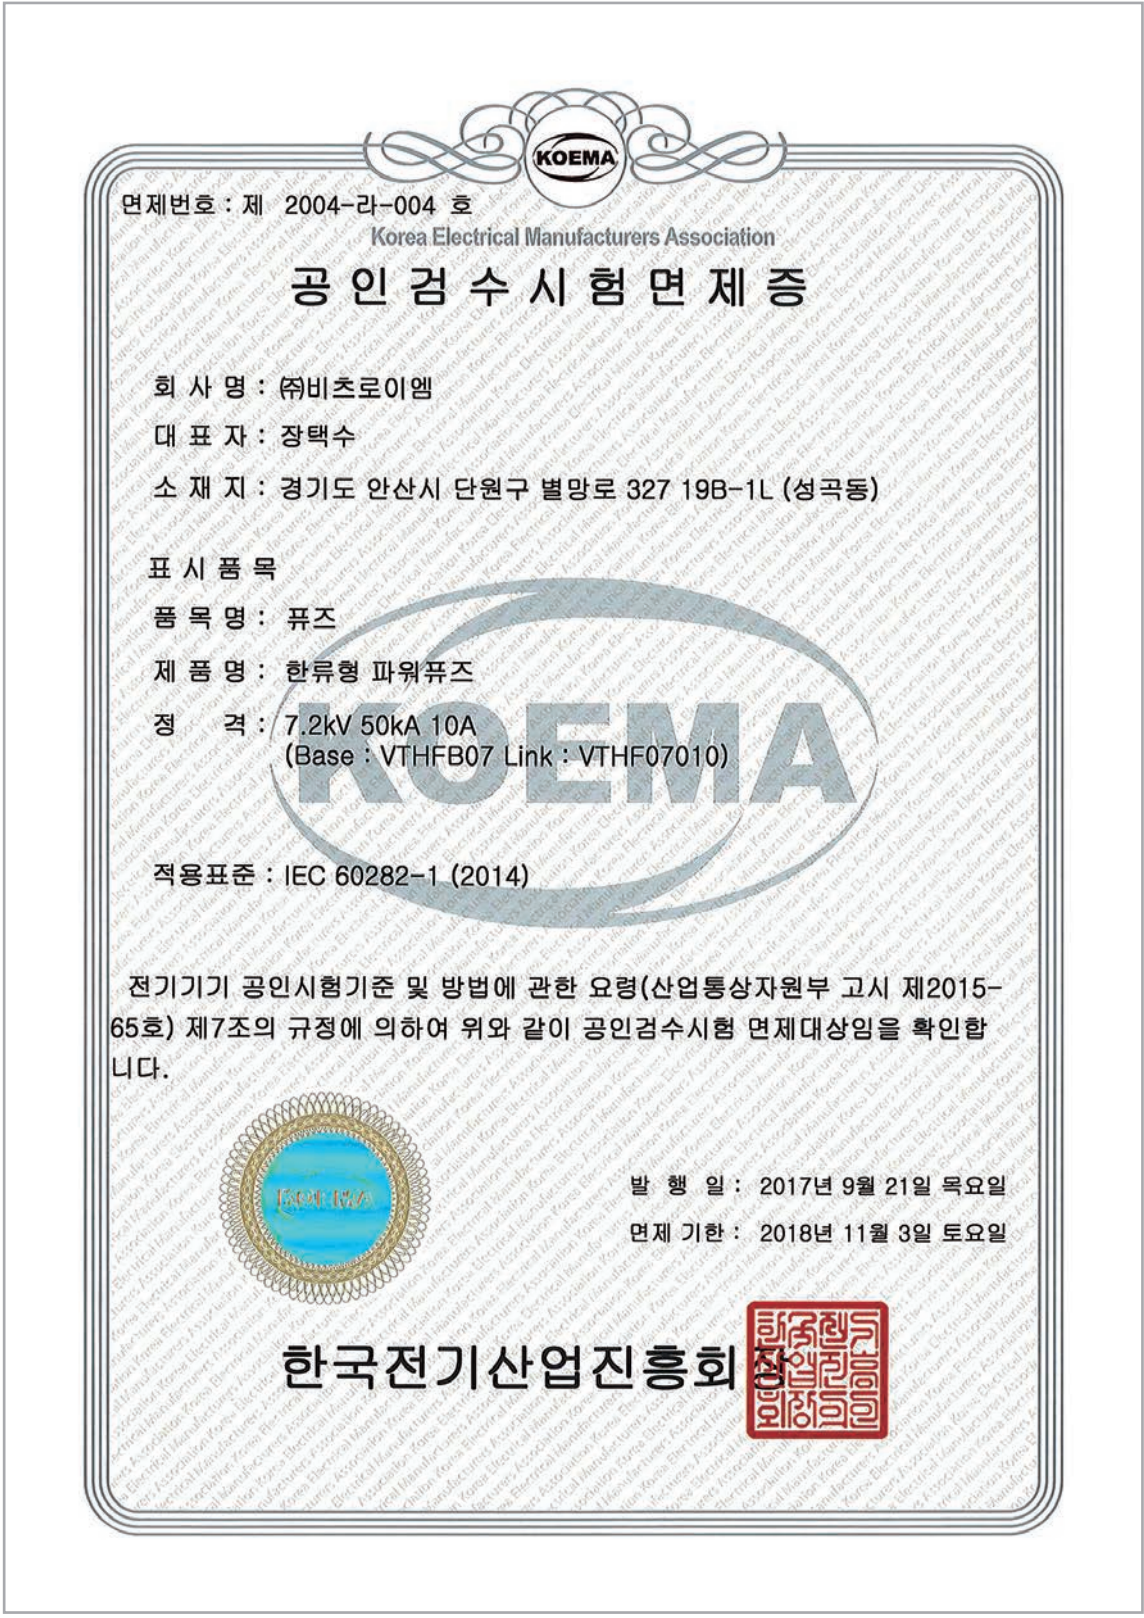 KOEMA
면제번호 : 제 2004-라-004 호
Korea Electrical Manufacturers Association
공인검수시험면제증
회 사 명 : ㈜비츠로이엠
대 표 자 : 장택수
소 재 지 : 경기도 안산시 단원구 별망로 327 19B-1L (성곡동)
표 시 품 목
품 목 명 : 퓨즈
제 품 명 : 한류형 파워퓨즈
정 격 : 7.2kV 50kA 10A
(Base : VTHFB07 Link : VTHF07010)
KOEMA
적용표준 : IEC 60282-1 (2014)
전기기기 공인시험기준 및 방법에 관한 요령(산업통상자원부 고시 제2015-
65호) 제7조의 규정에 의하여 위와 같이 공인검수시험 면제대상임을 확인합
니다.
발 행 일 : 2017년 9월 21일 목요일
면제 기한 : 2018년 11월 3일 토요일
한국전기산업진흥회장